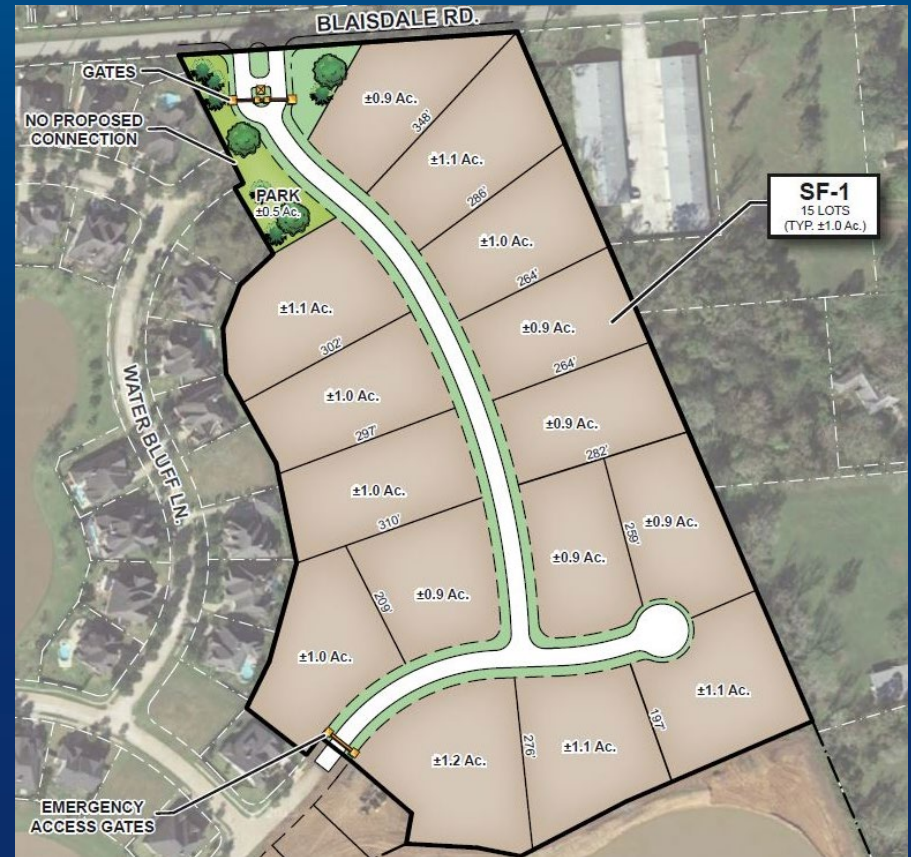 BLAISDALE RD.
GATES
NO PROPOSED
CONNECTION
PARK
±0.5 Ac.
±0.9 Ac.
348'
±1.1 Ac.
286'
±1.0 Ac.
264'
SF-1
15 LOTS
(TYP. ±1.0 Ac.)
±0.9 Ac.
264'
±0.9 Ac.
282'
±1.1 Ac.
302'
±1.0 Ac.
297'
±1.0 Ac.
310'
WATER BLUFF LN.
±0.9 Ac.
259'
±0.9 Ac.
±0.9 Ac.
209'
±1.0 Ac.
±1.1 Ac.
197'
±1.1 Ac.
276'
±1.2 Ac.
EMERGENCY
ACCESS GATES